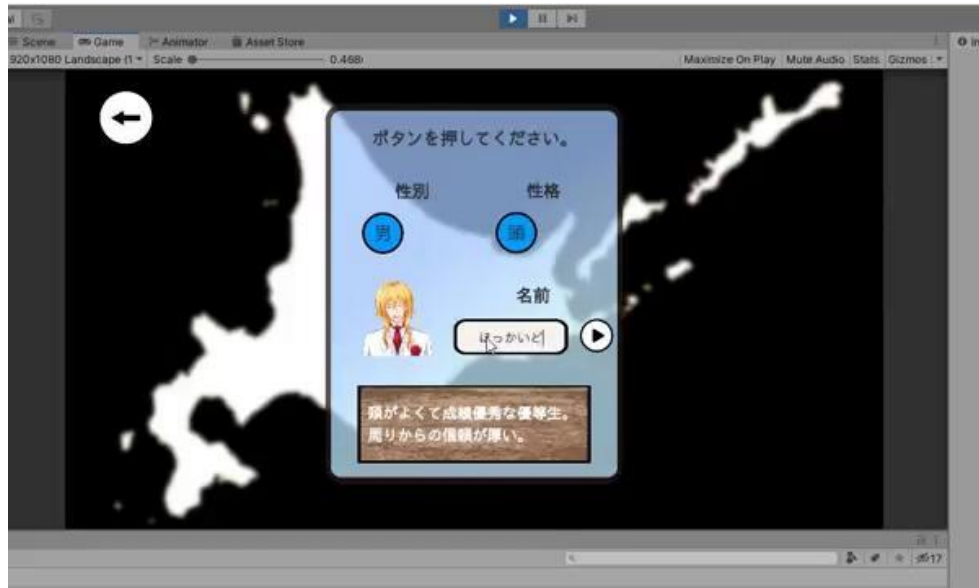 Scene Game Animator Asset Store
920x1080 Landscape (1 Scale 0.468 Maximize On Play Mute Audio Stats Gizmos
ボタンを押してください。
性別 性格
男 頭
名前
ほっかいど
頭がよくて成績優秀な優等生。
周りからの信頼が厚い。
17